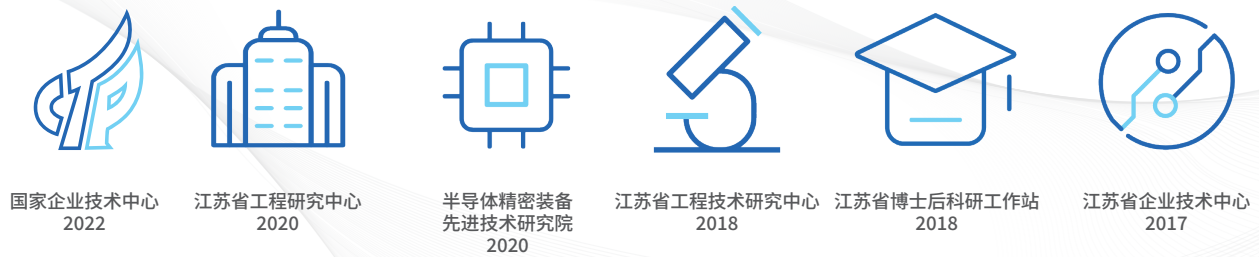 国家企业技术中心
2022
江苏省工程研究中心
2020
半导体精密装备
先进技术研究院
2020
江苏省工程技术研究中心
2018
江苏省博士后科研工作站
2018
江苏省企业技术中心
2017